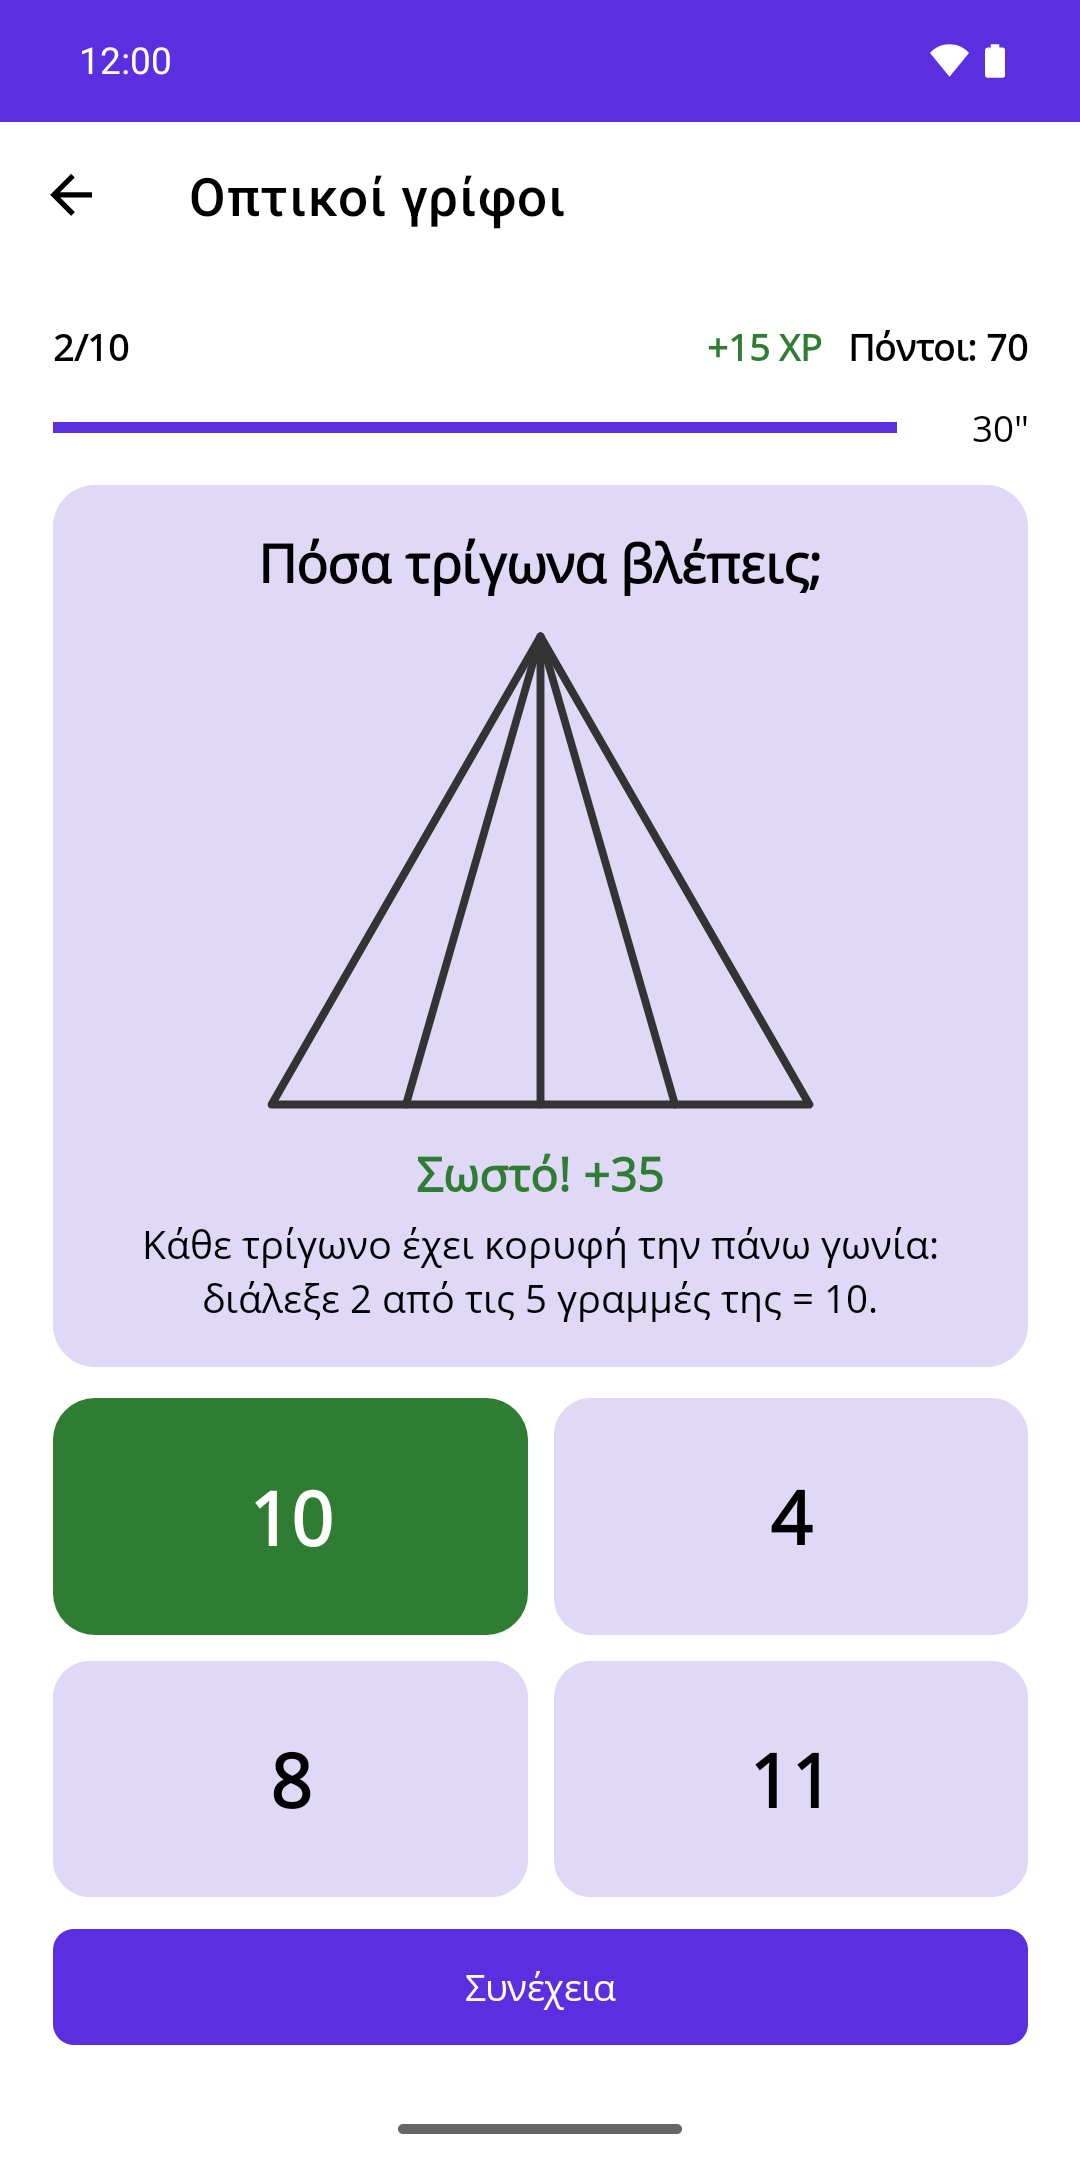 12:00
Οπτικοί γρίφοι
2/10 +15 XP Πόντοι: 70
30"
Πόσα τρίγωνα βλέπεις;
Σωστό! +35
Κάθε τρίγωνο έχει κορυφή την πάνω γωνία:
διάλεξε 2 από τις 5 γραμμές της = 10.
10 4
8 11
Συνέχεια